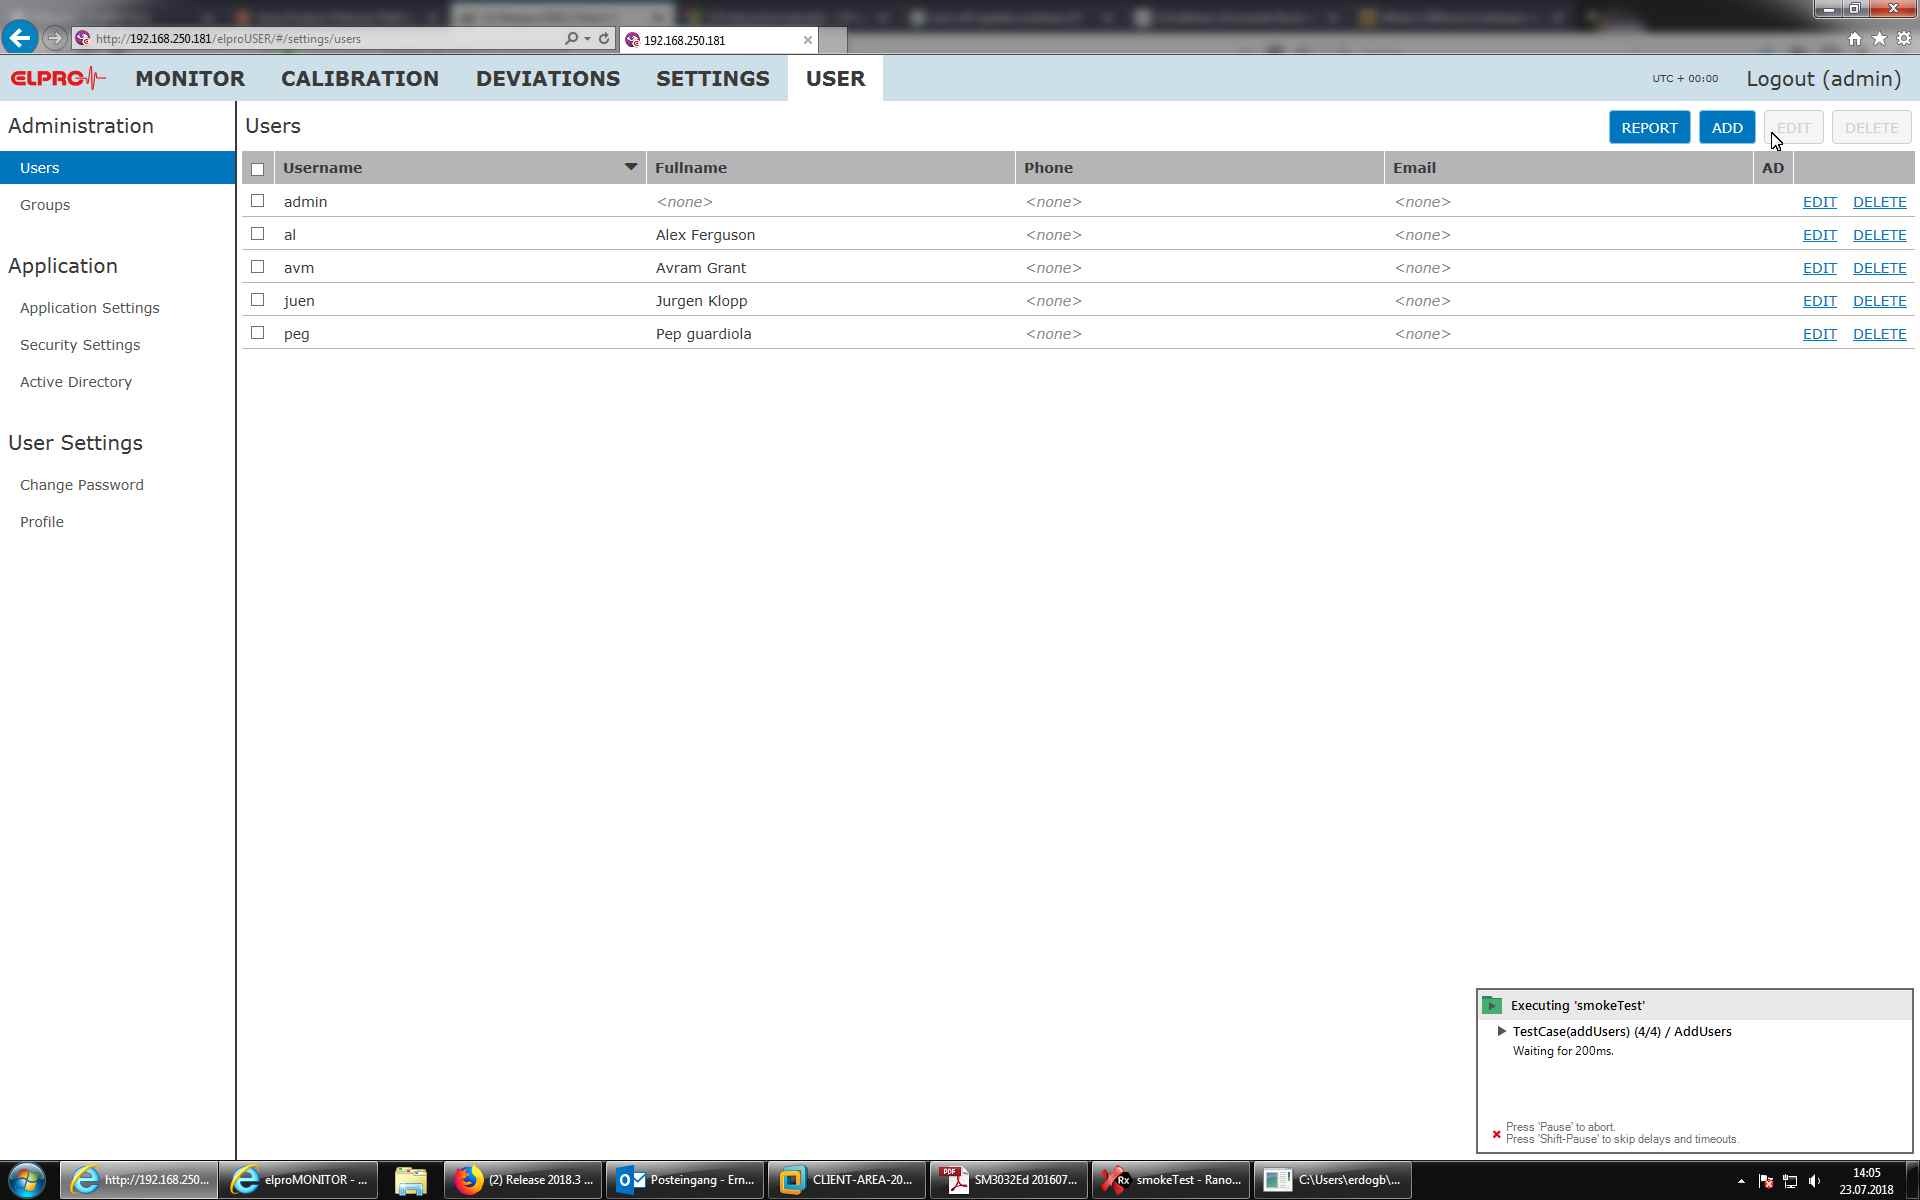 http://192.168.250.181/elproUSER/#/settings/users
192.168.250.181
ELPRO
MONITOR
CALIBRATION
DEVIATIONS
SETTINGS
USER
UTC + 00:00
Logout (admin)
Administration
Users
Groups
Application
Application Settings
Security Settings
Active Directory
User Settings
Change Password
Profile
Users
REPORT
ADD
EDIT
DELETE
Username Fullname Phone Email AD
admin <none> <none> <none> EDIT DELETE
al Alex Ferguson <none> <none> EDIT DELETE
avm Avram Grant <none> <none> EDIT DELETE
juen Jurgen Klopp <none> <none> EDIT DELETE
peg Pep guardiola <none> <none> EDIT DELETE
Executing 'smokeTest'
TestCase(addUsers) (4/4) / AddUsers
Waiting for 200ms.
Press 'Pause' to abort.
Press 'Shift-Pause' to skip delays and timeouts.
http://192.168.250...
elproMONITOR - ...
(2) Release 2018.3 ...
Posteingang - Ern...
CLIENT-AREA-20...
PDF
SM3032Ed 201607...
Rx
smokeTest - Rano...
C:\Users\erdogb\...
14:05
23.07.2018